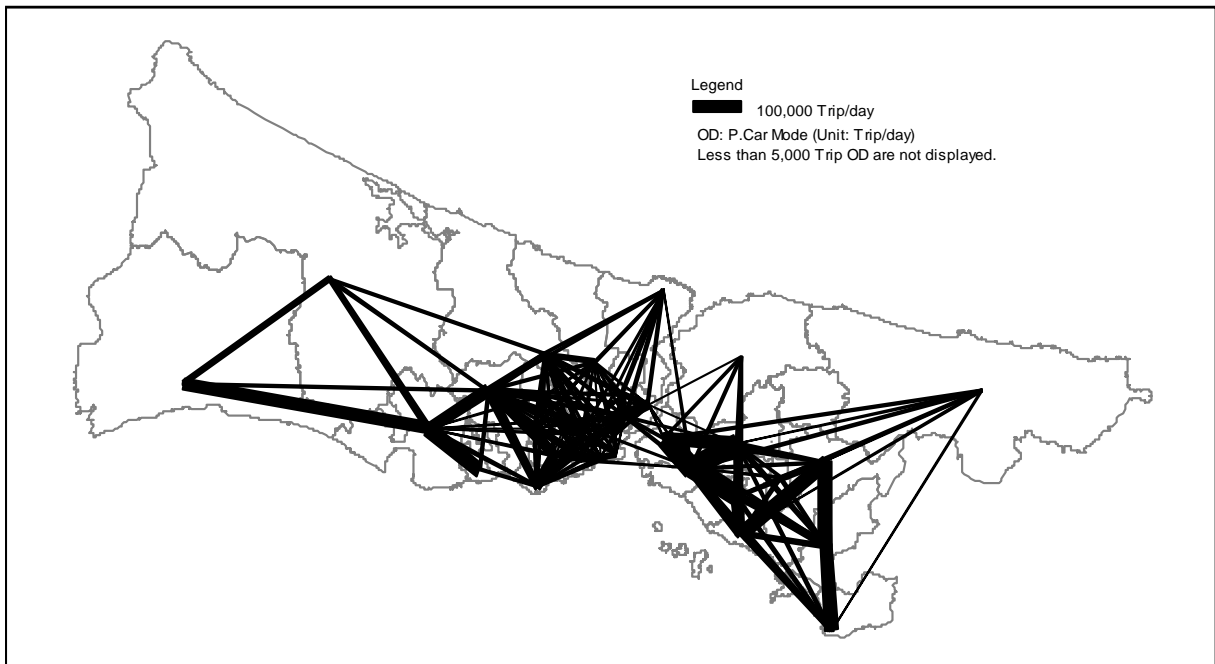 Legend
100,000 Trip/day
OD: P.Car Mode (Unit: Trip/day)
Less than 5,000 Trip OD are not displayed.